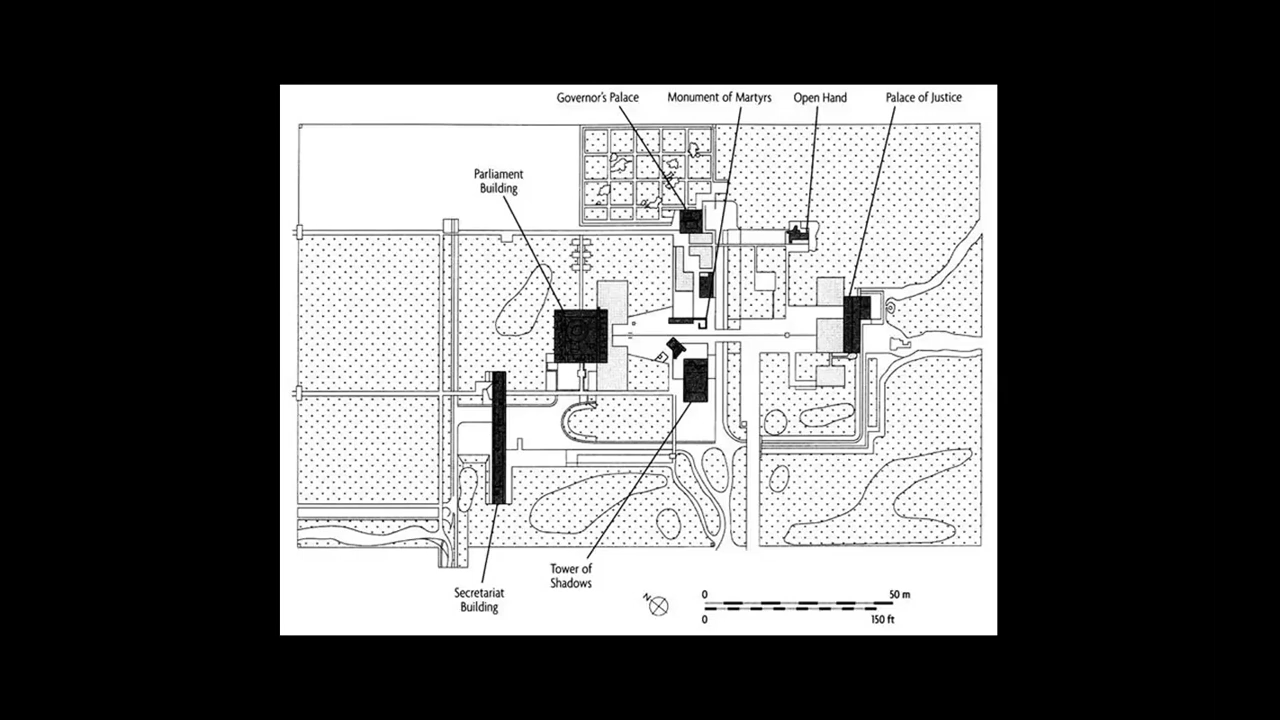 Governor's Palace
Monument of Martyrs
Open Hand
Palace of Justice
Parliament
Building
Tower of
Shadows
Secretariat
Building
N
0
50 m
0
150 ft